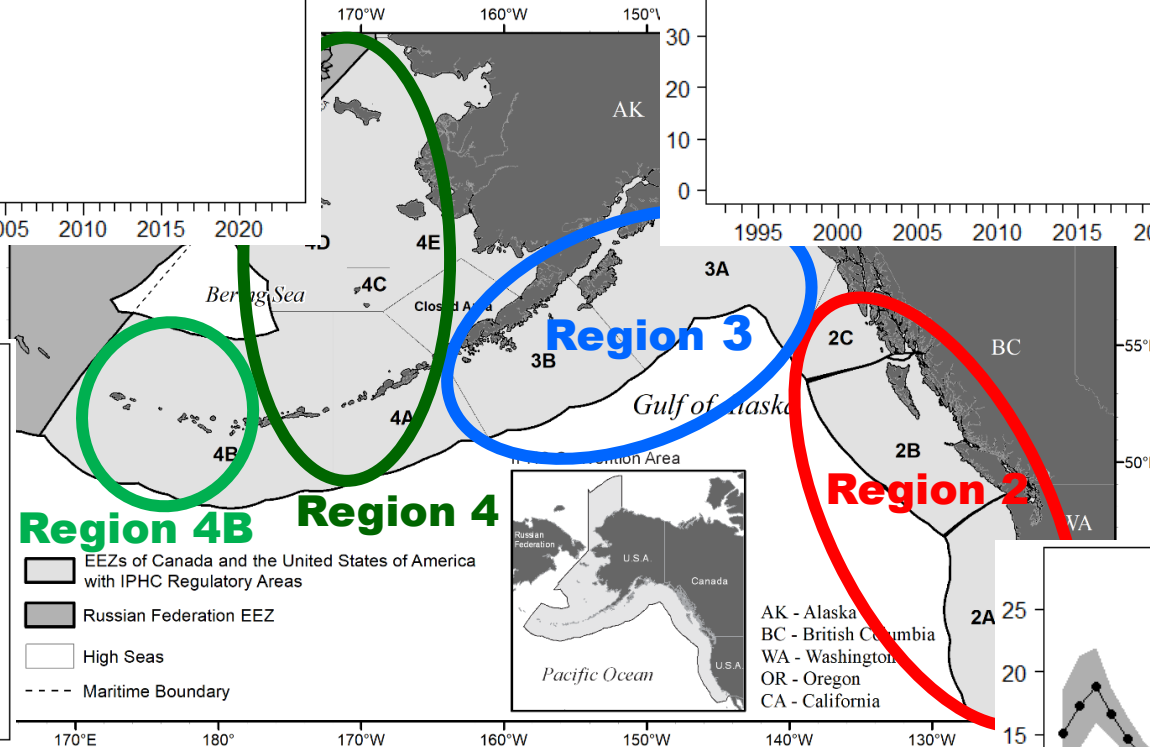 170°W
160°W
150°
30
20
10
0
AK
005
2010
2015
2020
1995
2000
2005
2010
2015
20
4D
4E
4C
3A
Bering Sea
Closed Area
Region 3
3B
2C
BC
55°
4A
Gulf of Alaska
4B
2B
Convention Area
50°
Region 4B
Region 4
Region 2
WA
EEZs of Canada and the United States of America
with IPHC Regulatory Areas
Russian Federation EEZ
High Seas
Maritime Boundary
Russian
Federation
U.S.A.
Canada
U.S.A.
Pacific Ocean
AK - Alaska
BC - British Columbia
WA - Washington
OR - Oregon
CA - California
2A
25
20
15
170°E
180°
170°W
160°W
150°W
140°W
130°W